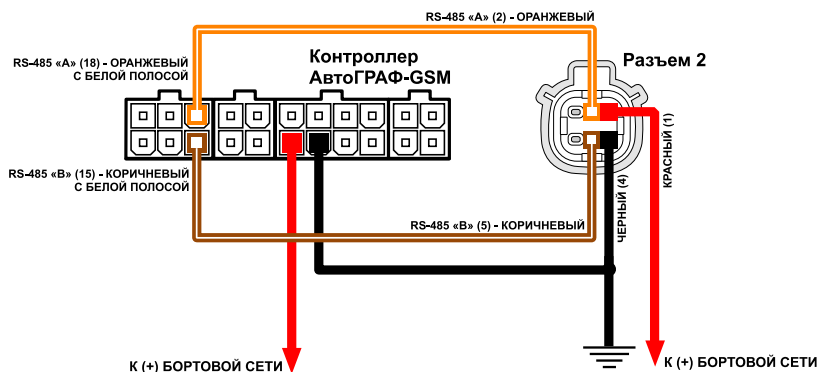 RS-485 «А» (2) - ОРАНЖЕВЫЙ
RS-485 «А» (18) - ОРАНЖЕВЫЙ
С БЕЛОЙ ПОЛОСОЙ
Контроллер
АвтоГРАФ-GSM
Разъем 2
RS-485 «В» (15) - КОРИЧНЕВЫЙ
С БЕЛОЙ ПОЛОСОЙ
RS-485 «В» (5) - КОРИЧНЕВЫЙ
ЧЕРНЫЙ (4)
КРАСНЫЙ (1)
К (+) БОРТОВОЙ СЕТИ
К (+) БОРТОВОЙ СЕТИ